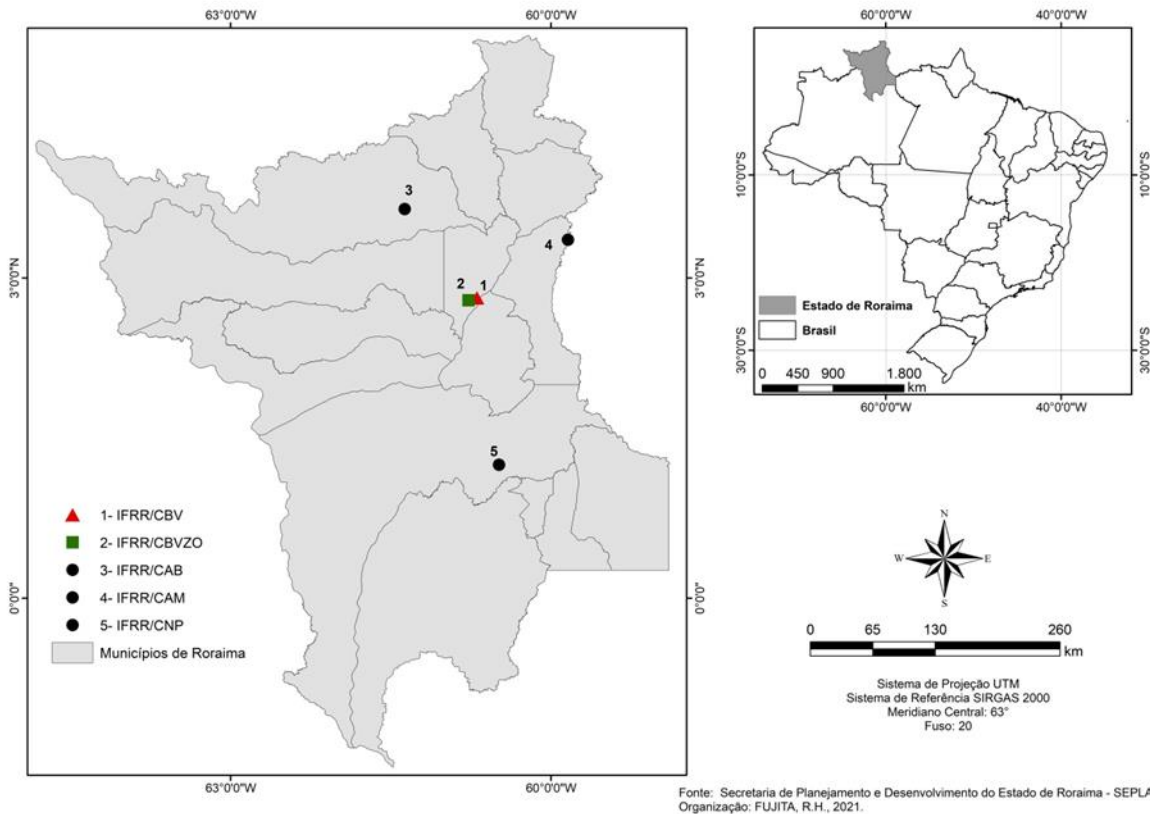 63°0'0"W
60°0'0"W
3°0'0"N
3°0'0"N
0°0'0"
0°0'0"
3
4
2
1
5
1- IFRR/CBV
2- IFRR/CBVZO
3- IFRR/CAB
4- IFRR/CAM
5- IFRR/CNP
Municípios de Roraima
63°0'0"W
60°0'0"W
60°0'0"W
40°0'0"W
10°0'0"S
10°0'0"S
30°0'0"S
30°0'0"S
Estado de Roraima
Brasil
0 450 900 1.800
km
60°0'0"W
40°0'0"W
N
W
E
S
0 65 130 260
km
Sistema de Projeção UTM
Sistema de Referência SIRGAS 2000
Meridiano Central: 63°
Fuso: 20
Fonte: Secretaria de Planejamento e Desenvolvimento do Estado de Roraima - SEPLA
Organização: FUJITA, R.H., 2021.